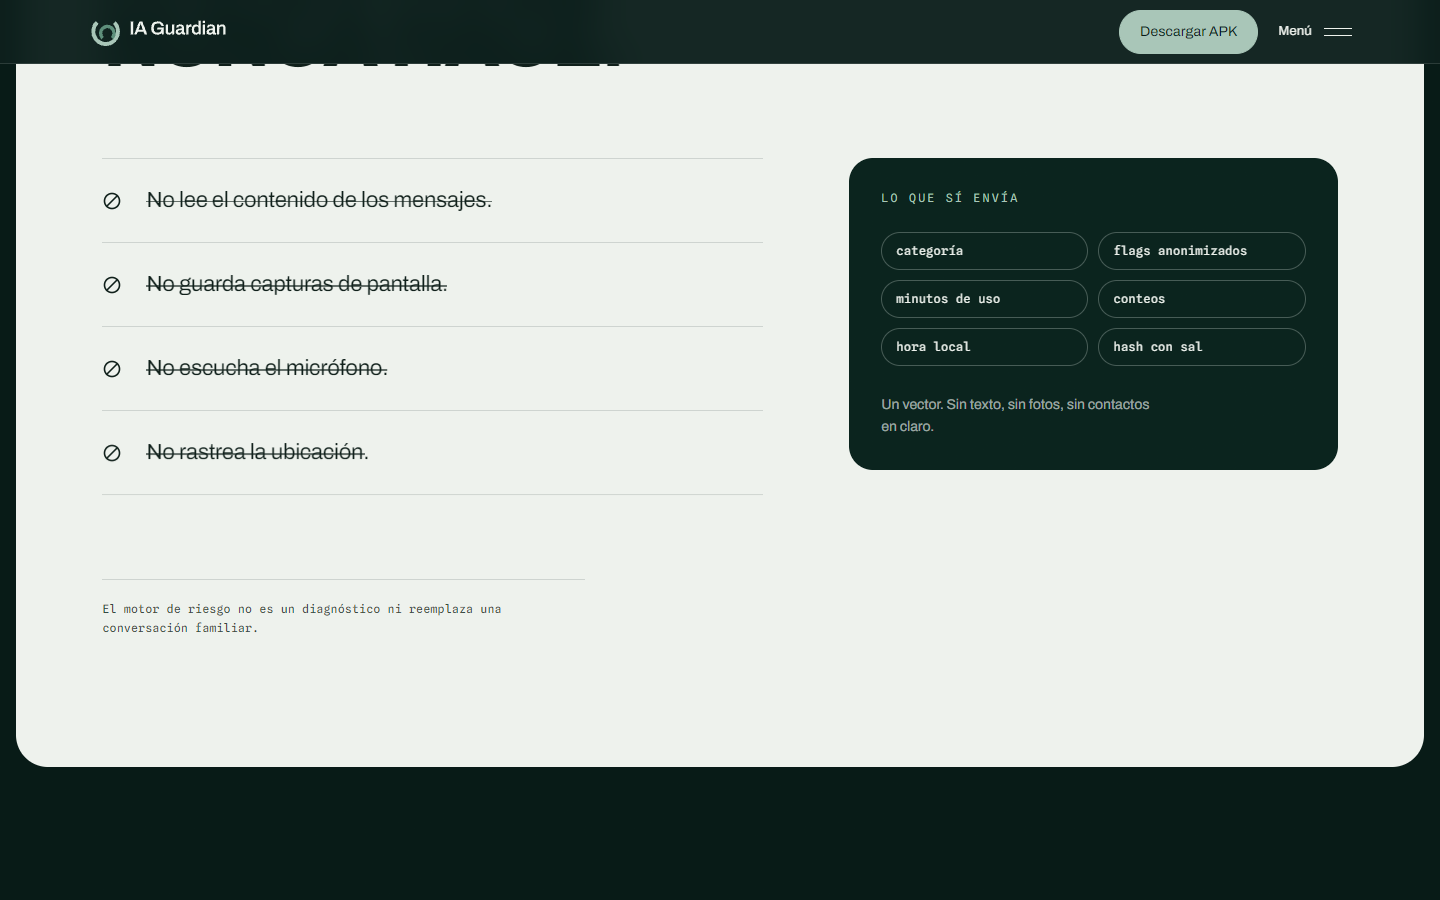 IA Guardian
Descargar APK
Menú
No lee el contenido de los mensajes.
No guarda capturas de pantalla.
No escucha el micrófono.
No rastrea la ubicación.
LO QUE SÍ ENVÍA
categoría
flags anonimizados
minutos de uso
conteos
hora local
hash con sal
Un vector. Sin texto, sin fotos, sin contactos
en claro.
El motor de riesgo no es un diagnóstico ni reemplaza una
conversación familiar.